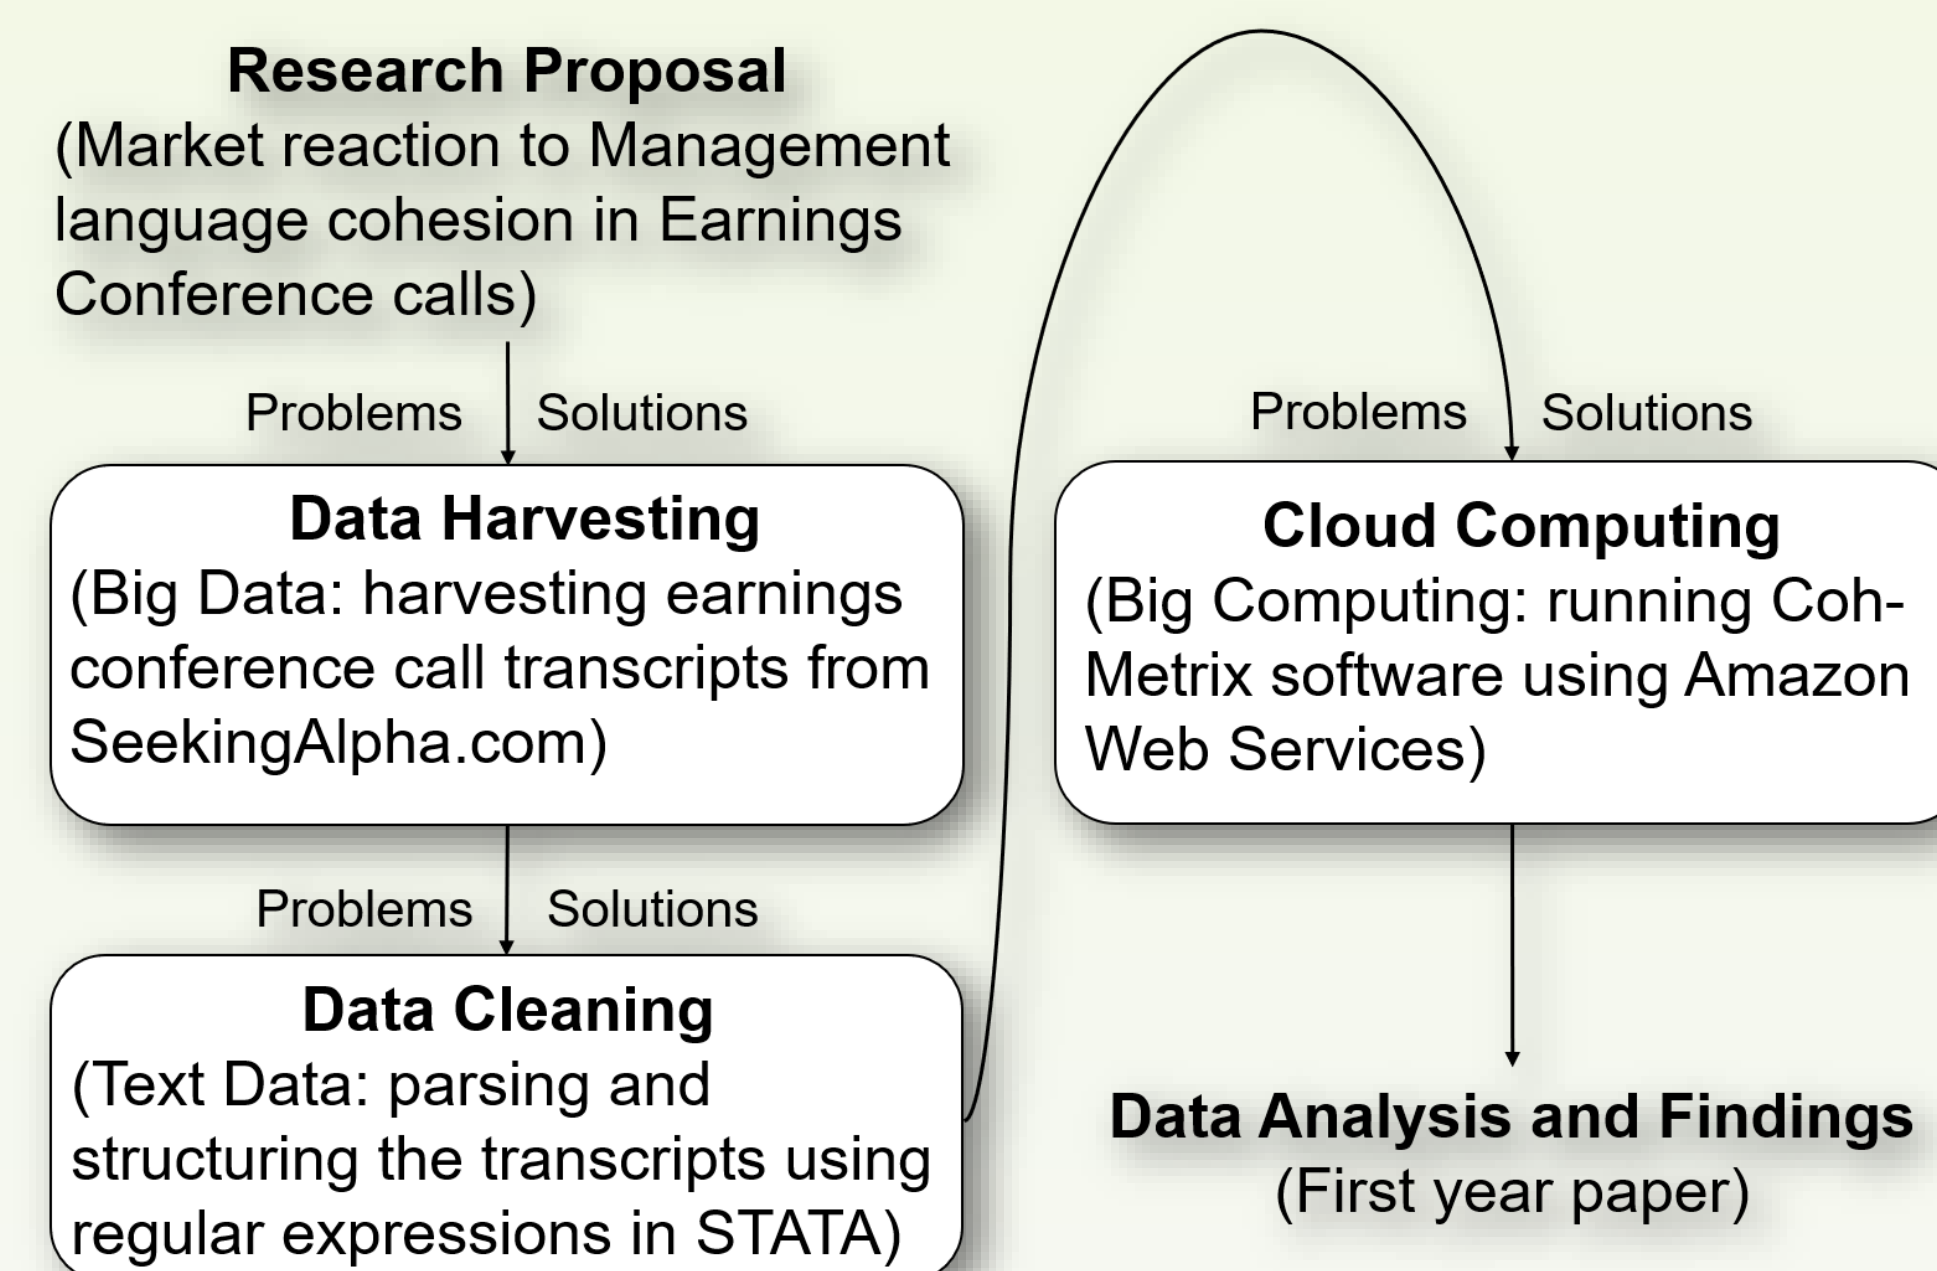 Research Proposal
(Market reaction to Management
language cohesion in Earnings
Conference calls)
Problems Solutions
Data Harvesting
(Big Data: harvesting earnings
conference call transcripts from
SeekingAlpha.com)
Problems Solutions
Data Cleaning
(Text Data: parsing and
structuring the transcripts using
regular expressions in STATA)
Problems Solutions
Cloud Computing
(Big Computing: running Coh-
Metrix software using Amazon
Web Services)
Data Analysis and Findings
(First year paper)